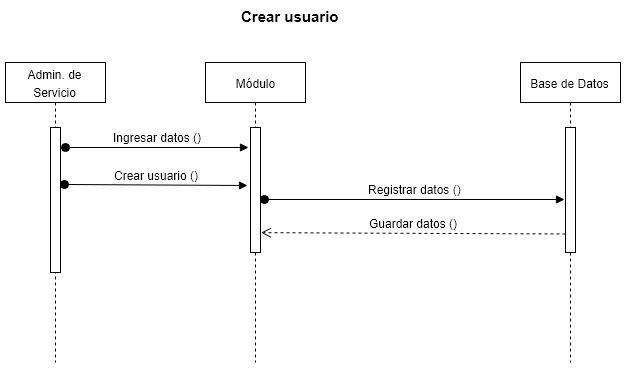 Crear usuario
Admin. de
Servicio
Módulo
Base de Datos
Ingresar datos ()
Crear usuario ()
Registrar datos ()
Guardar datos ()